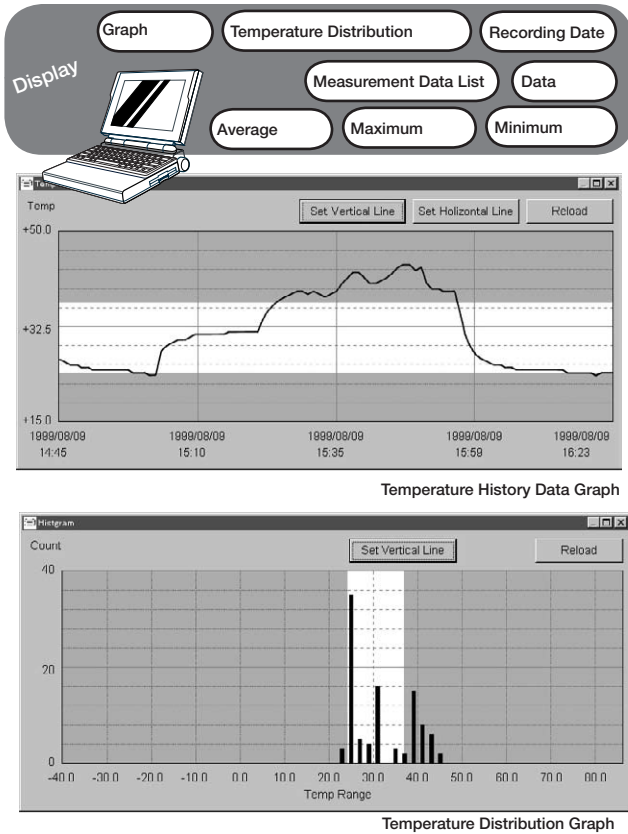 Graph
Temperature Distribution
Recording Date
Display
Measurement Data List
Data
Average
Maximum
Minimum
Temp
Set Vertical Line
Set Holizontal Line
Reload
+50.0
+32.5
+15.0
1999/08/09 1999/08/09 1999/08/09 1999/08/09 1999/08/09
14:45 15:10 15:35 15:59 16:23
Temperature History Data Graph
Histgram
Count
Set Vertical Line
Reload
40
20
0
-40.0 -30.0 -20.0 -10.0 0.0 10.0 20.0 30.0 40.0 50.0 60.0 70.0 80.0
Temp Range
Temperature Distribution Graph